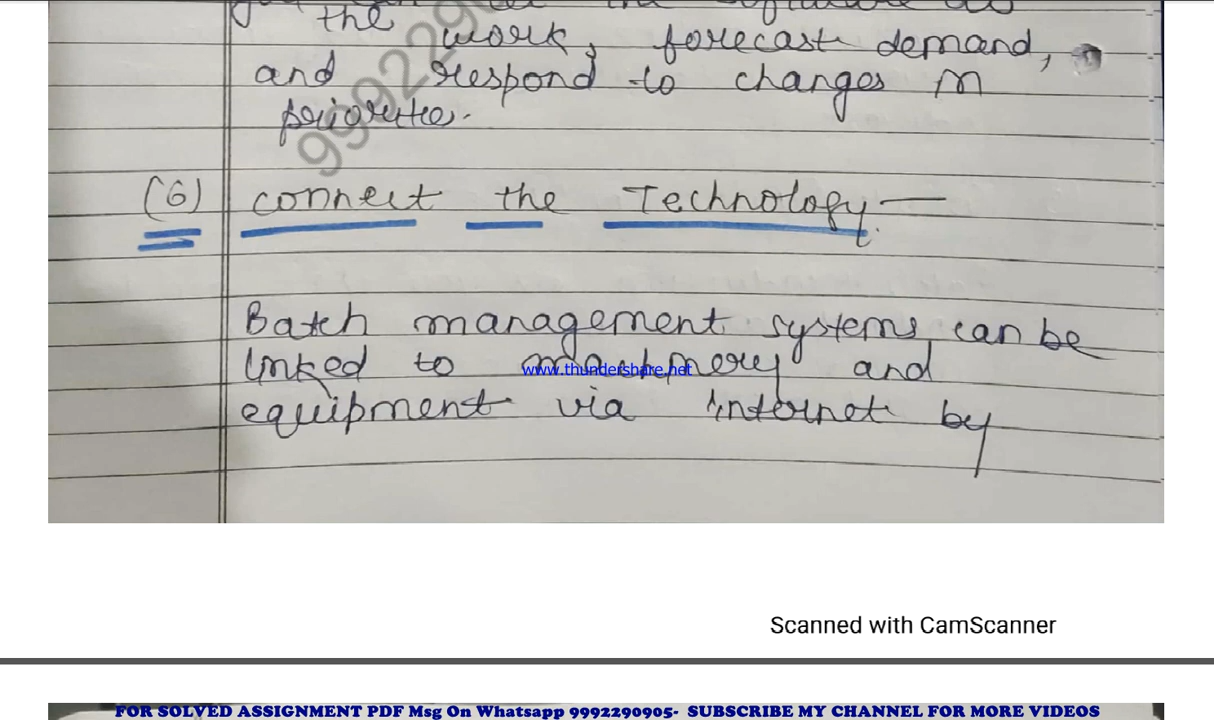 the work, forecast demand,
and respond to changes in
(6) connect the Technology —
Batch management systems can be
linked to and
www.thundershare.net
equipment via internet by
Scanned with CamScanner
FOR SOLVED ASSIGNMENT PDF Msg On Whatsapp 9992290905- SUBSCRIBE MY CHANNEL FOR MORE VIDEOS